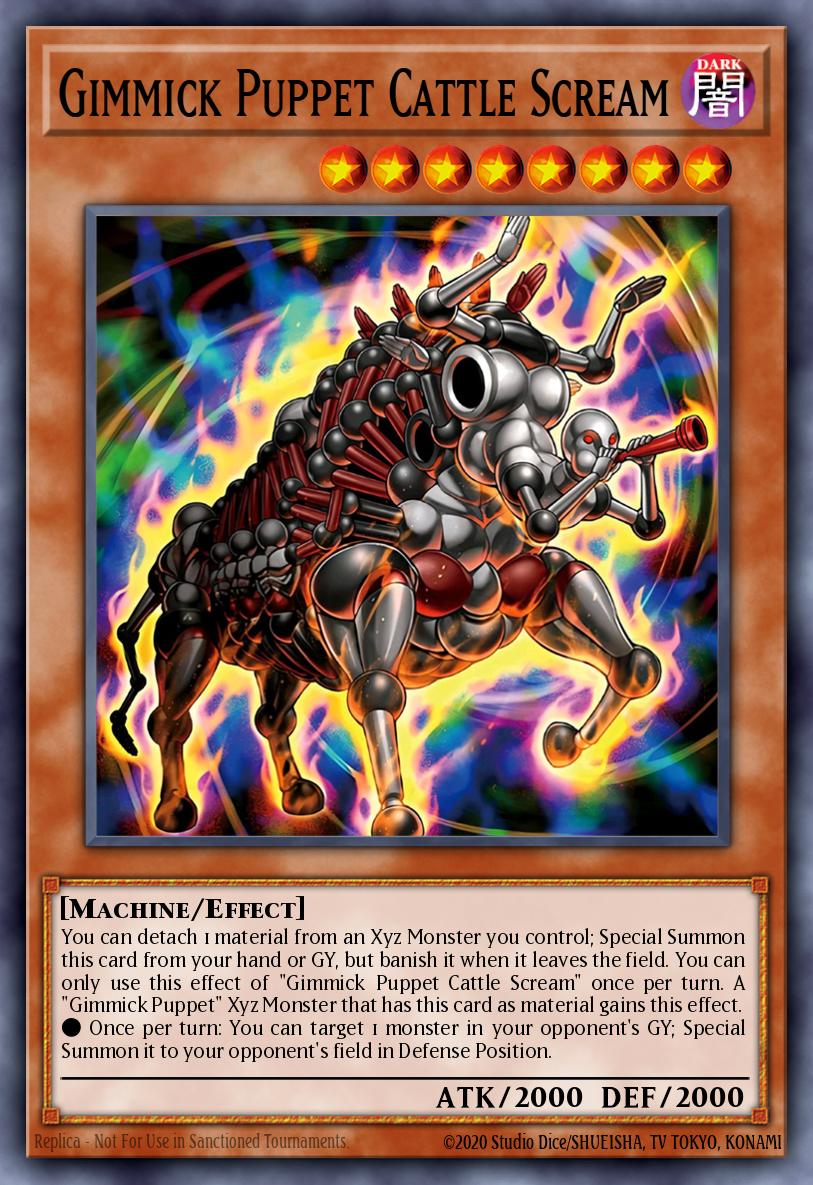 Gimmick Puppet Cattle Scream
DARK
闇
[Machine/Effect]
You can detach 1 material from an Xyz Monster you control; Special Summon
this card from your hand or GY, but banish it when it leaves the field. You can
only use this effect of "Gimmick Puppet Cattle Scream" once per turn. A
"Gimmick Puppet" Xyz Monster that has this card as material gains this effect.
● Once per turn: You can target 1 monster in your opponent's GY; Special
Summon it to your opponent's field in Defense Position.
ATK/2000 DEF/2000
Replica - Not For Use in Sanctioned Tournaments.
©2020 Studio Dice/SHUEISHA, TV TOKYO, KONAMI